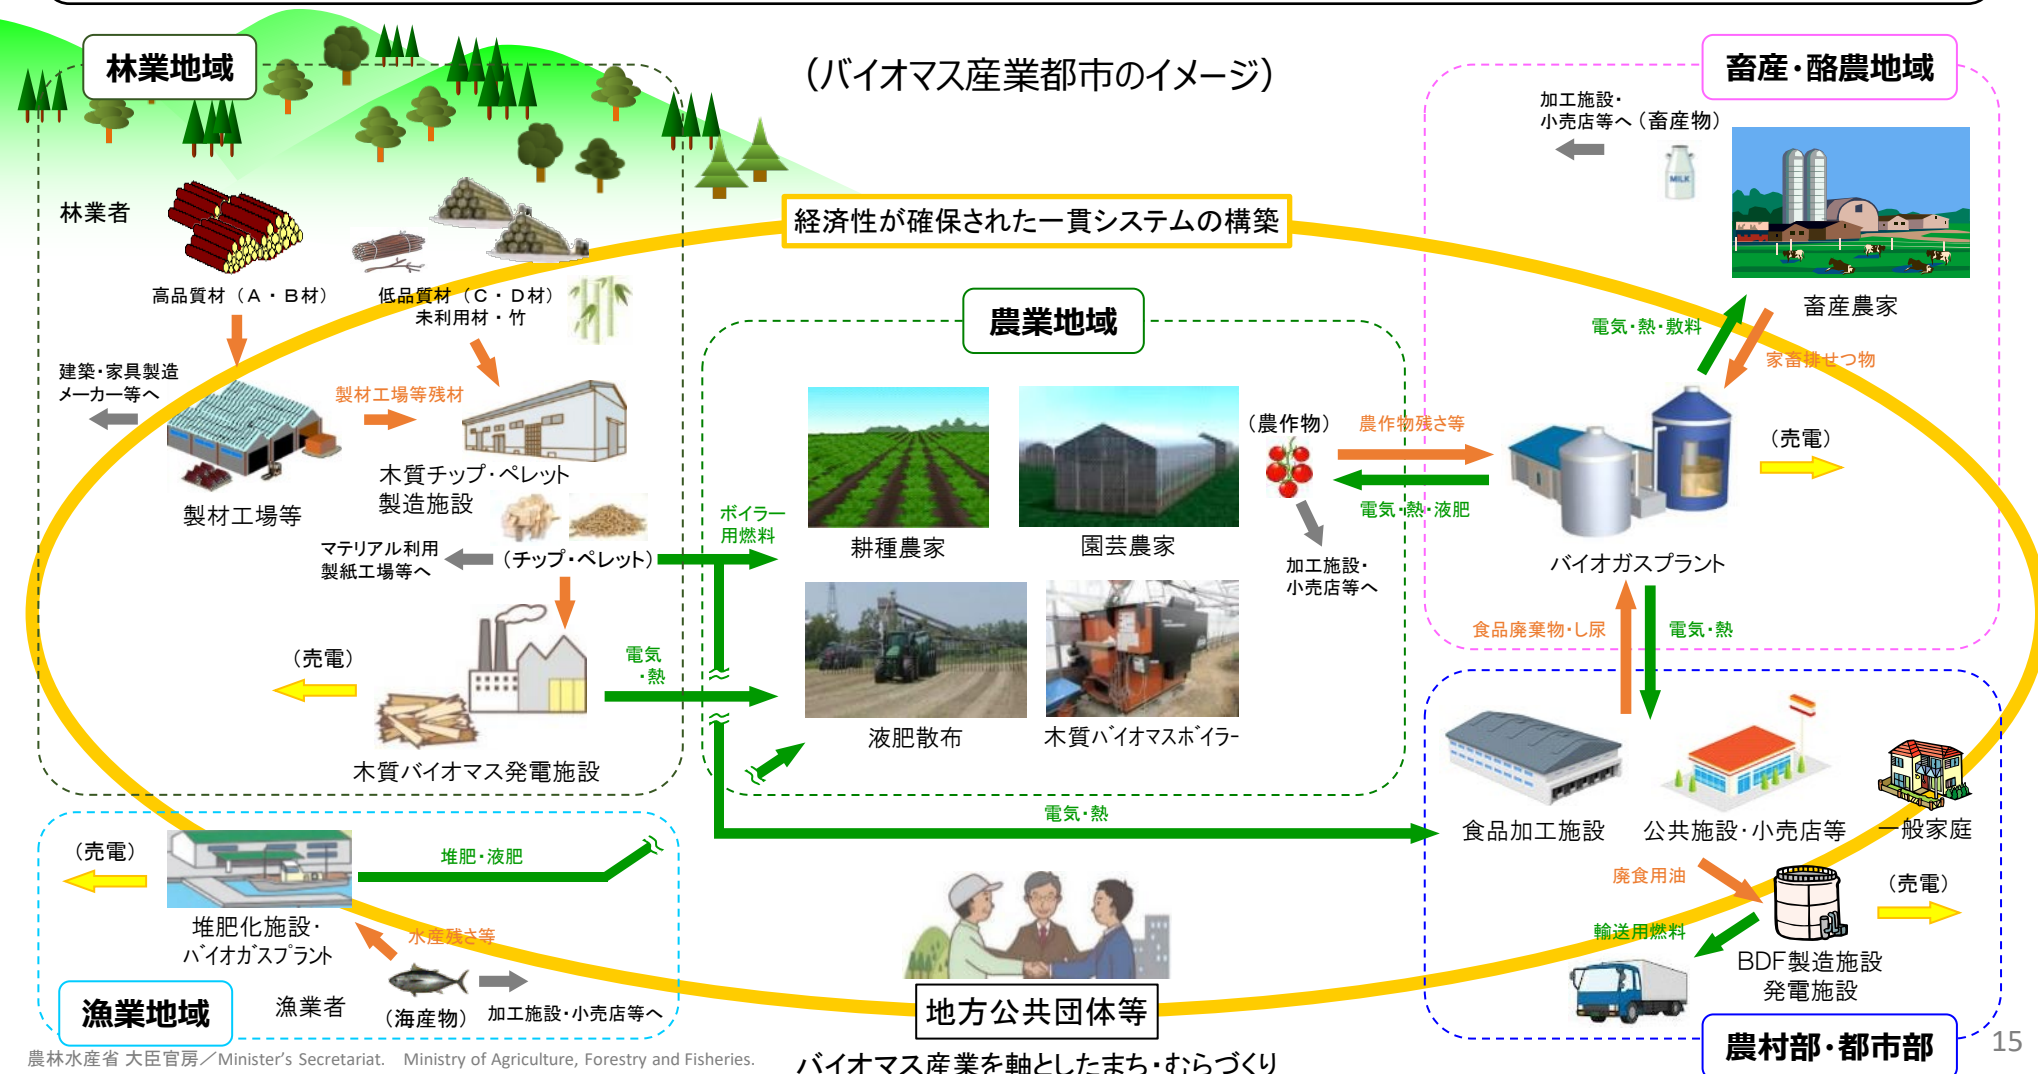 (バイオマス産業都市のイメージ)
林業地域
畜産・酪農地域
加工施設・
小売店等へ
(畜産物)
MILK
林業者
経済性が確保された一貫システムの構築
高品質材(A・B材)
低品質材(C・D材)
未利用材・竹
農業地域
畜産農家
電気・熱・敷料
家畜排せつ物
建築・家具製造
メーカー等へ
製材工場等残材
(農作物)
農作物残さ等
(売電)
木質チップ・ペレット
製造施設
製材工場等
電気・熱・液肥
ボイラー
用燃料
耕種農家
園芸農家
マテリアル利用
製紙工場等へ
(チップ・ペレット)
加工施設・
小売店等へ
バイオガスプラント
食品廃棄物・し尿
電気・熱
(売電)
電気
・熱
液肥散布
木質バイオマスボイラー
木質バイオマス発電施設
電気・熱
食品加工施設
公共施設・小売店等
一般家庭
(売電)
堆肥・液肥
廃食用油
(売電)
堆肥化施設・
バイオガスプラント
水産残さ等
輸送用燃料
BDF製造施設
発電施設
漁業地域
漁業者
(海産物)
加工施設・小売店等へ
地方公共団体等
農村部・都市部
15
農林水産省 大臣官房/Minister's Secretariat. Ministry of Agriculture, Forestry and Fisheries.
バイオマス産業を軸としたまち・むらづくり